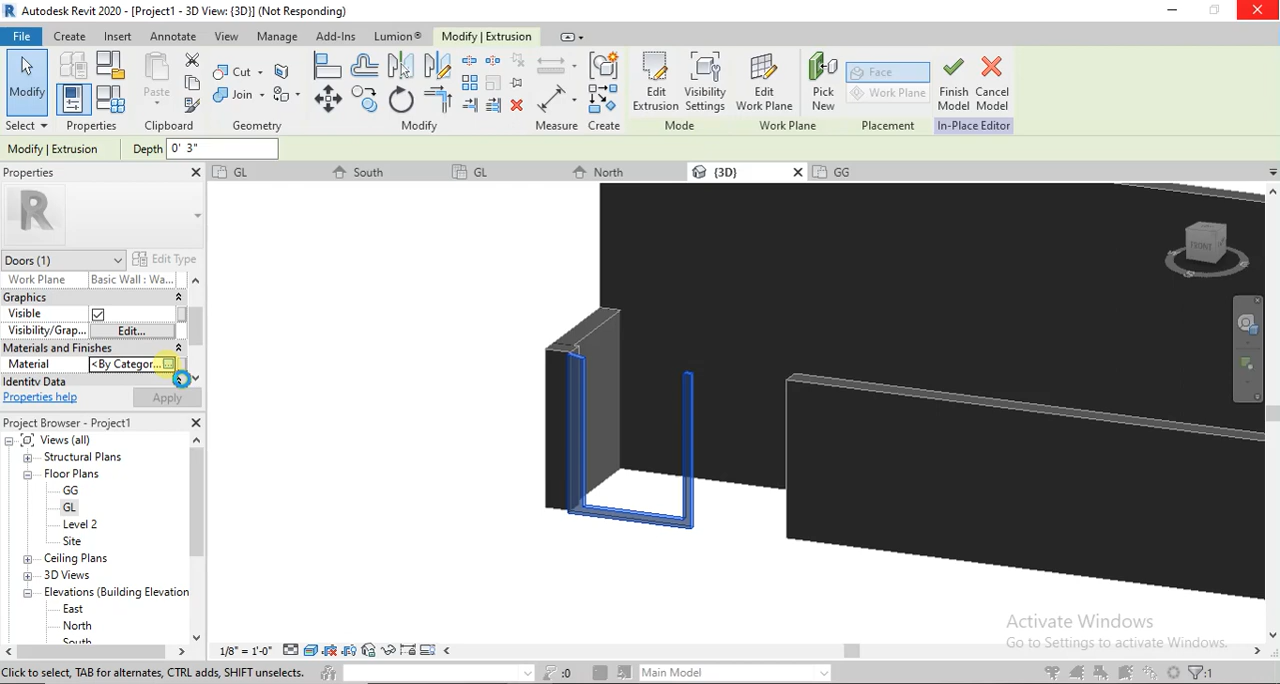 Autodesk Revit 2020 - [Project1 - 3D View: {3D}] (Not Responding)
File Create Insert Annotate View Manage Add-Ins Lumion® Modify | Extrusion
Modify Paste Cut Join Edit Extrusion Visibility Settings Edit Work Plane Pick New Face Work Plane Finish Model Cancel Model
Select Properties Clipboard Geometry Modify Measure Create Mode Work Plane Placement In-Place Editor
Modify | Extrusion Depth 0' 3"
Properties GL South GL North {3D} GG
R
Doors (1) Edit Type
Work Plane Basic Wall : Wa...
Graphics
Visible
Visibility/Grap... Edit...
Materials and Finishes
Material <By Categor...
Identity Data
Properties help Apply
Project Browser - Project1
Views (all)
Structural Plans
Floor Plans
GG
GL
Level 2
Site
Ceiling Plans
3D Views
Elevations (Building Elevation
East
North
South
FRONT
Activate Windows
Go to Settings to activate Windows.
1/8" = 1'-0"
Click to select, TAB for alternates, CTRL adds, SHIFT unselects. :0 Main Model :1